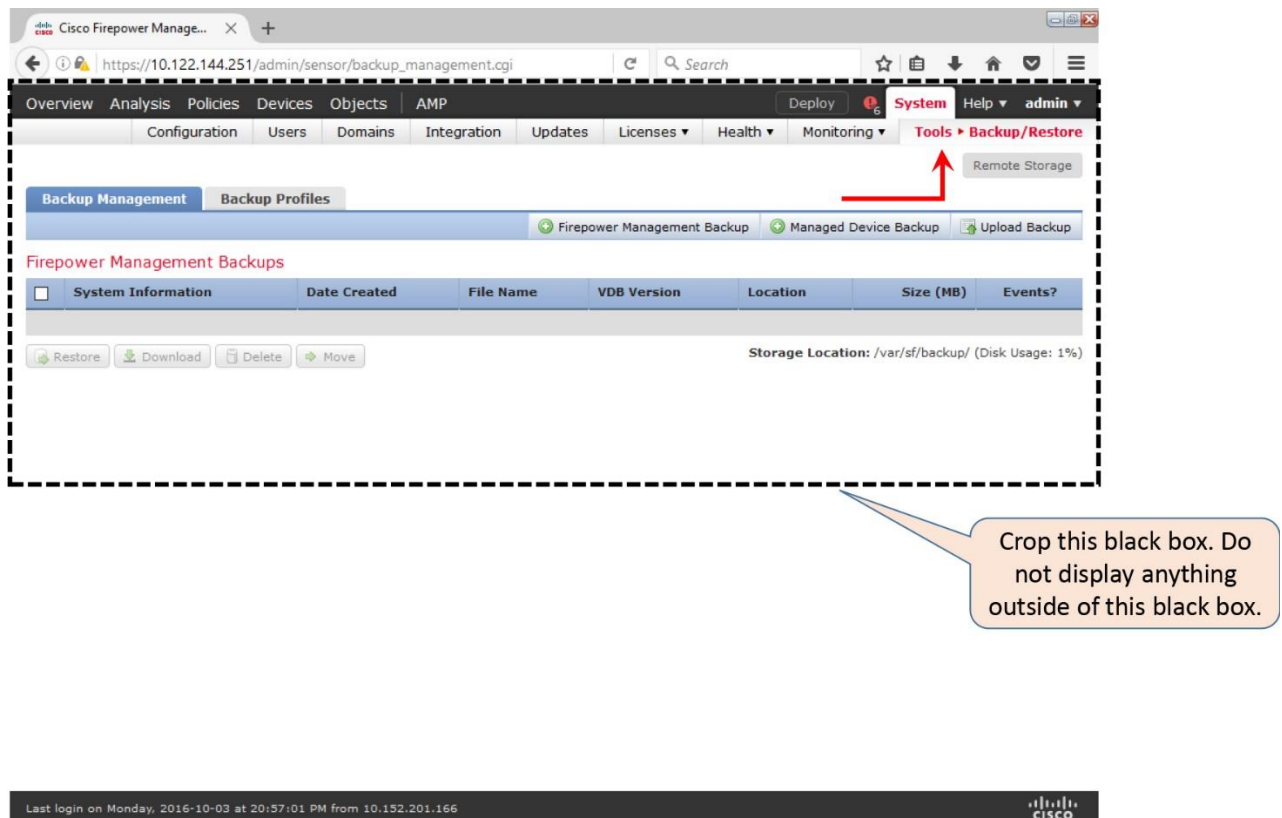 cisco Cisco Firepower Manage...
https://10.122.144.251/admin/sensor/backup_management.cgi Search
Overview Analysis Policies Devices Objects AMP Deploy 6 System Help admin
Configuration Users Domains Integration Updates Licenses Health Monitoring Tools Backup/Restore
Remote Storage
Backup Management Backup Profiles
Firepower Management Backup Managed Device Backup Upload Backup
Firepower Management Backups
System Information Date Created File Name VDB Version Location Size (MB) Events?
Restore Download Delete Move Storage Location: /var/sf/backup/ (Disk Usage: 1%)
Crop this black box. Do
not display anything
outside of this black box.
Last login on Monday, 2016-10-03 at 20:57:01 PM from 10.152.201.166
CISCO